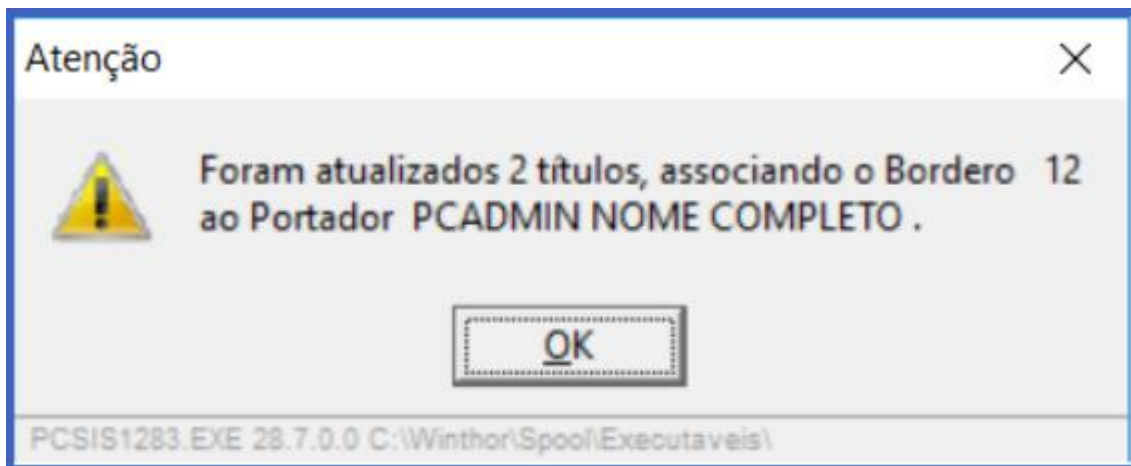 Atenção
Foram atualizados 2 títulos, associando o Bordero 12
ao Portador PCADMIN NOME COMPLETO .
OK
PCSIS1283.EXE 28.7.0.0 C:\Winthor\Spool\Executaveis\